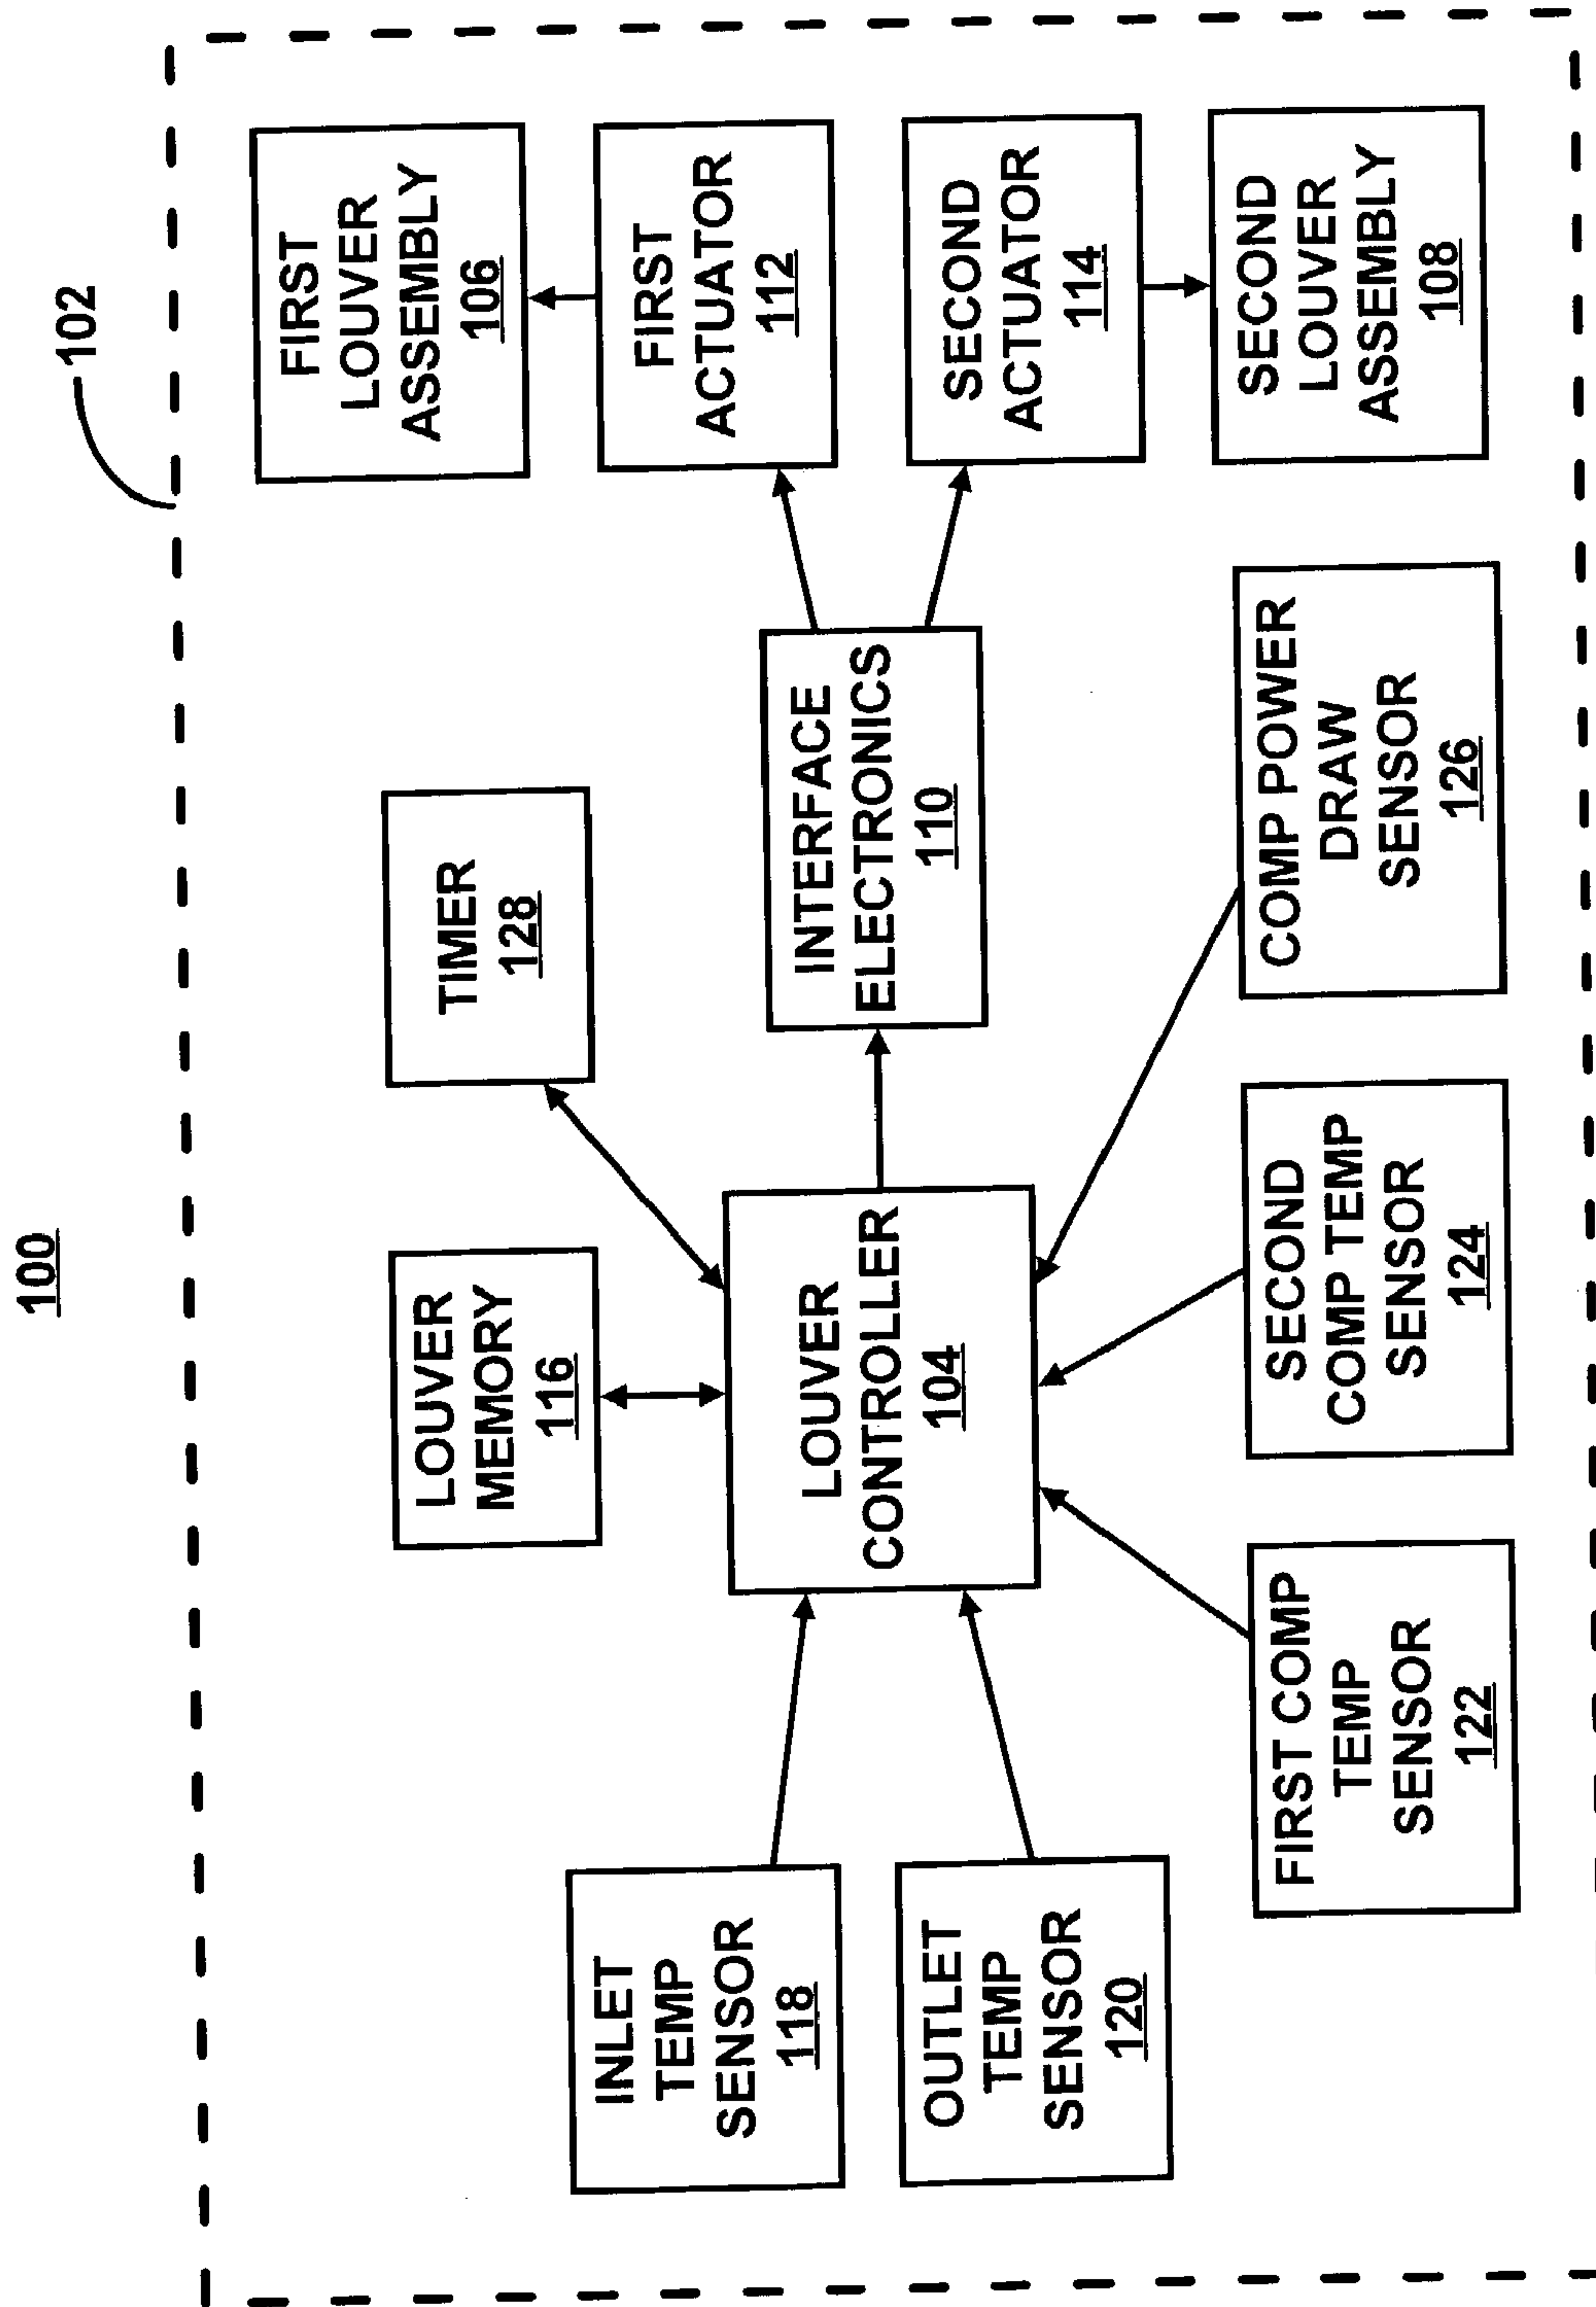 100
102
FIRST
LOUVER
ASSEMBLY
106
LOUVER
MEMORY
116
TIMER
128
INLET
TEMP
SENSOR
118
FIRST
ACTUATOR
112
LOUVER
CONTROLLER
104
INTERFACE
ELECTRONICS
110
OUTLET
TEMP
SENSOR
120
SECOND
ACTUATOR
114
FIRST COMP
TEMP
SENSOR
122
SECOND
COMP TEMP
SENSOR
124
COMP POWER
DRAW
SENSOR
126
SECOND
LOUVER
ASSEMBLY
108